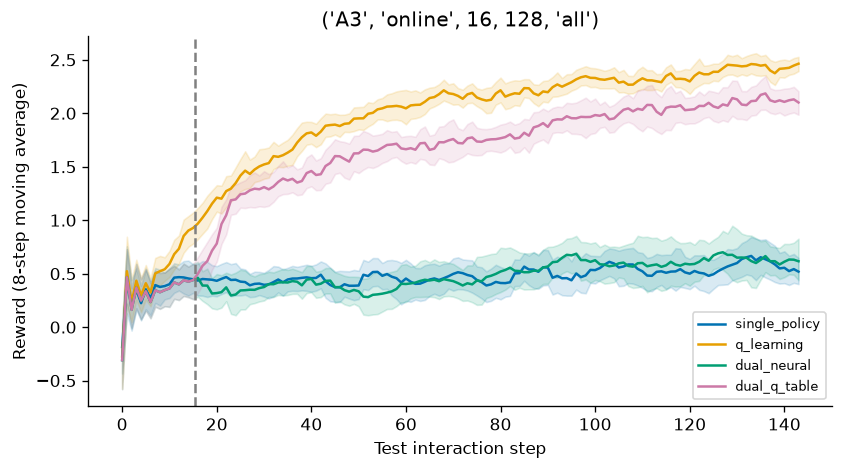 ('A3', 'online', 16, 128, 'all')
Reward (8-step moving average)
2.5
2.0
1.5
1.0
0.5
0.0
−0.5
0
20
40
60
80
100
120
140
Test interaction step
single_policy
q_learning
dual_neural
dual_q_table